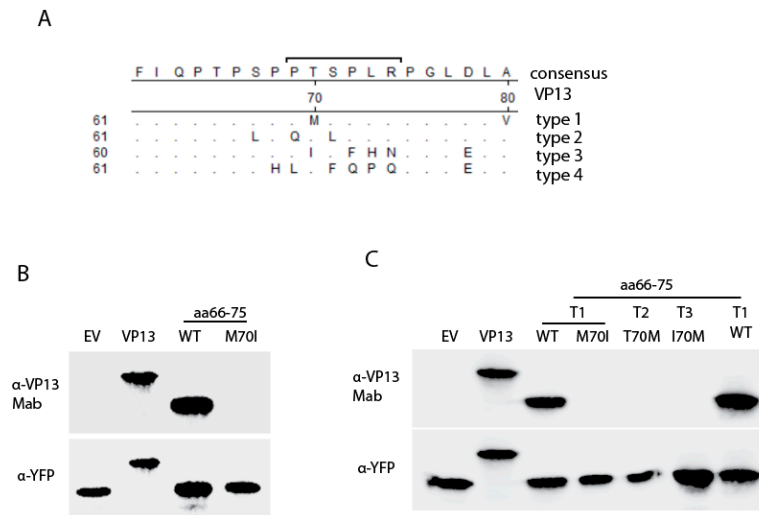 A
F I Q P T P S P P T S P L R P G L D L A consensus
70 80 VP13
61 . . . . . . . . . M . . . . . . . . . V type 1
61 . . . . . . L . Q . L . . . . . . . . . type 2
60 . . . . . . . . . I . F H N . . . E . . type 3
61 . . . . . . . H L . F Q P Q . . . E . . type 4
B
aa66-75
EV VP13 WT M70I
α-VP13
Mab
α-YFP
C
aa66-75
T1 T2 T3 T1
EV VP13 WT M70I T70M I70M WT
α-VP13
Mab
α-YFP